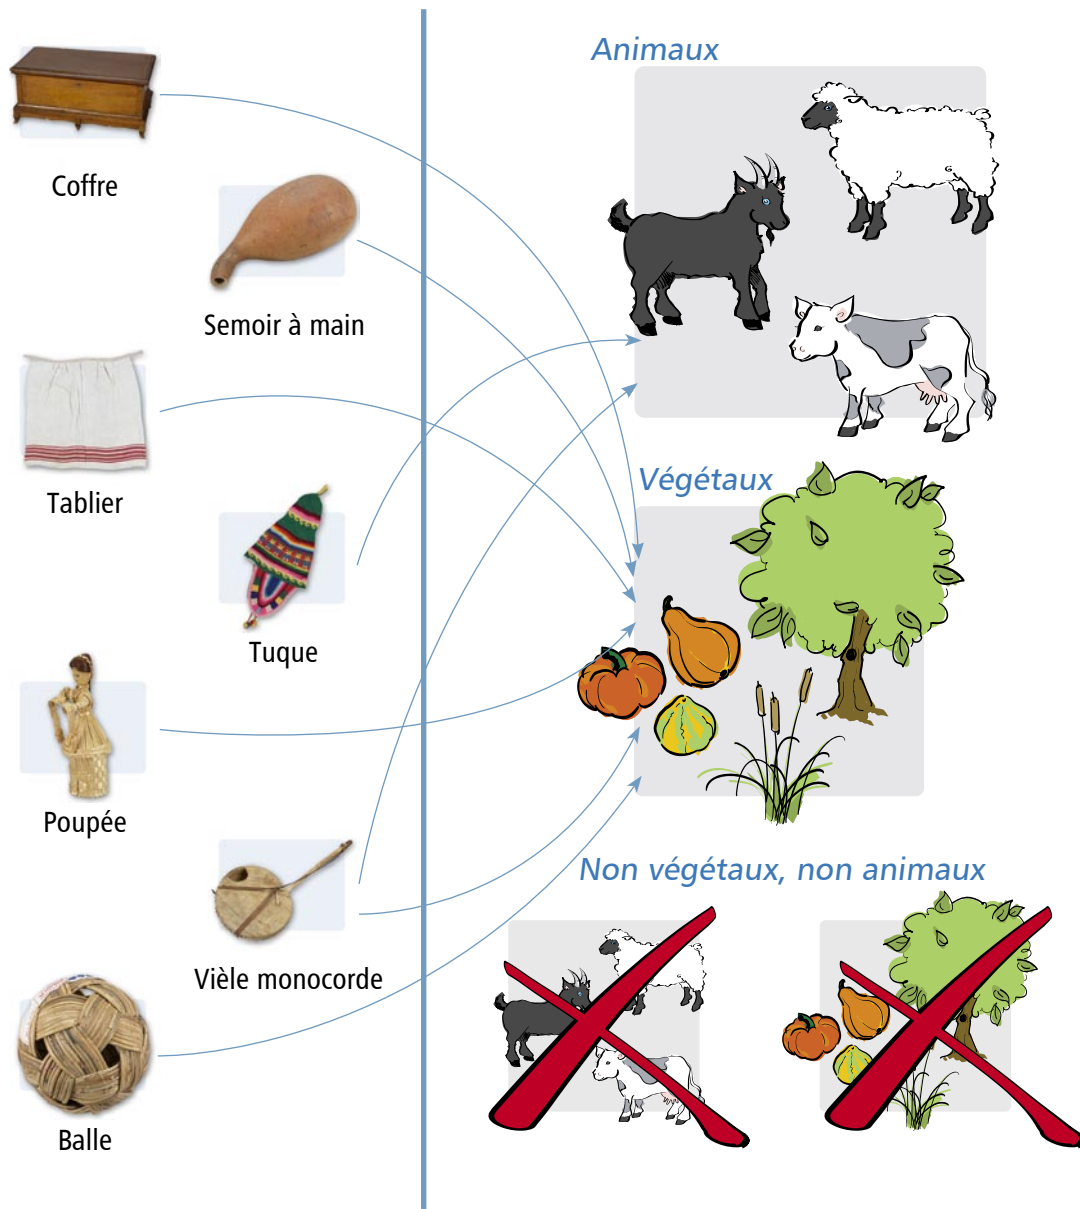 Coffre
Semoir à main
Tablier
Tuque
Poupée
Vièle monocorde
Balle
Animaux
Végétaux
Non végétaux, non animaux